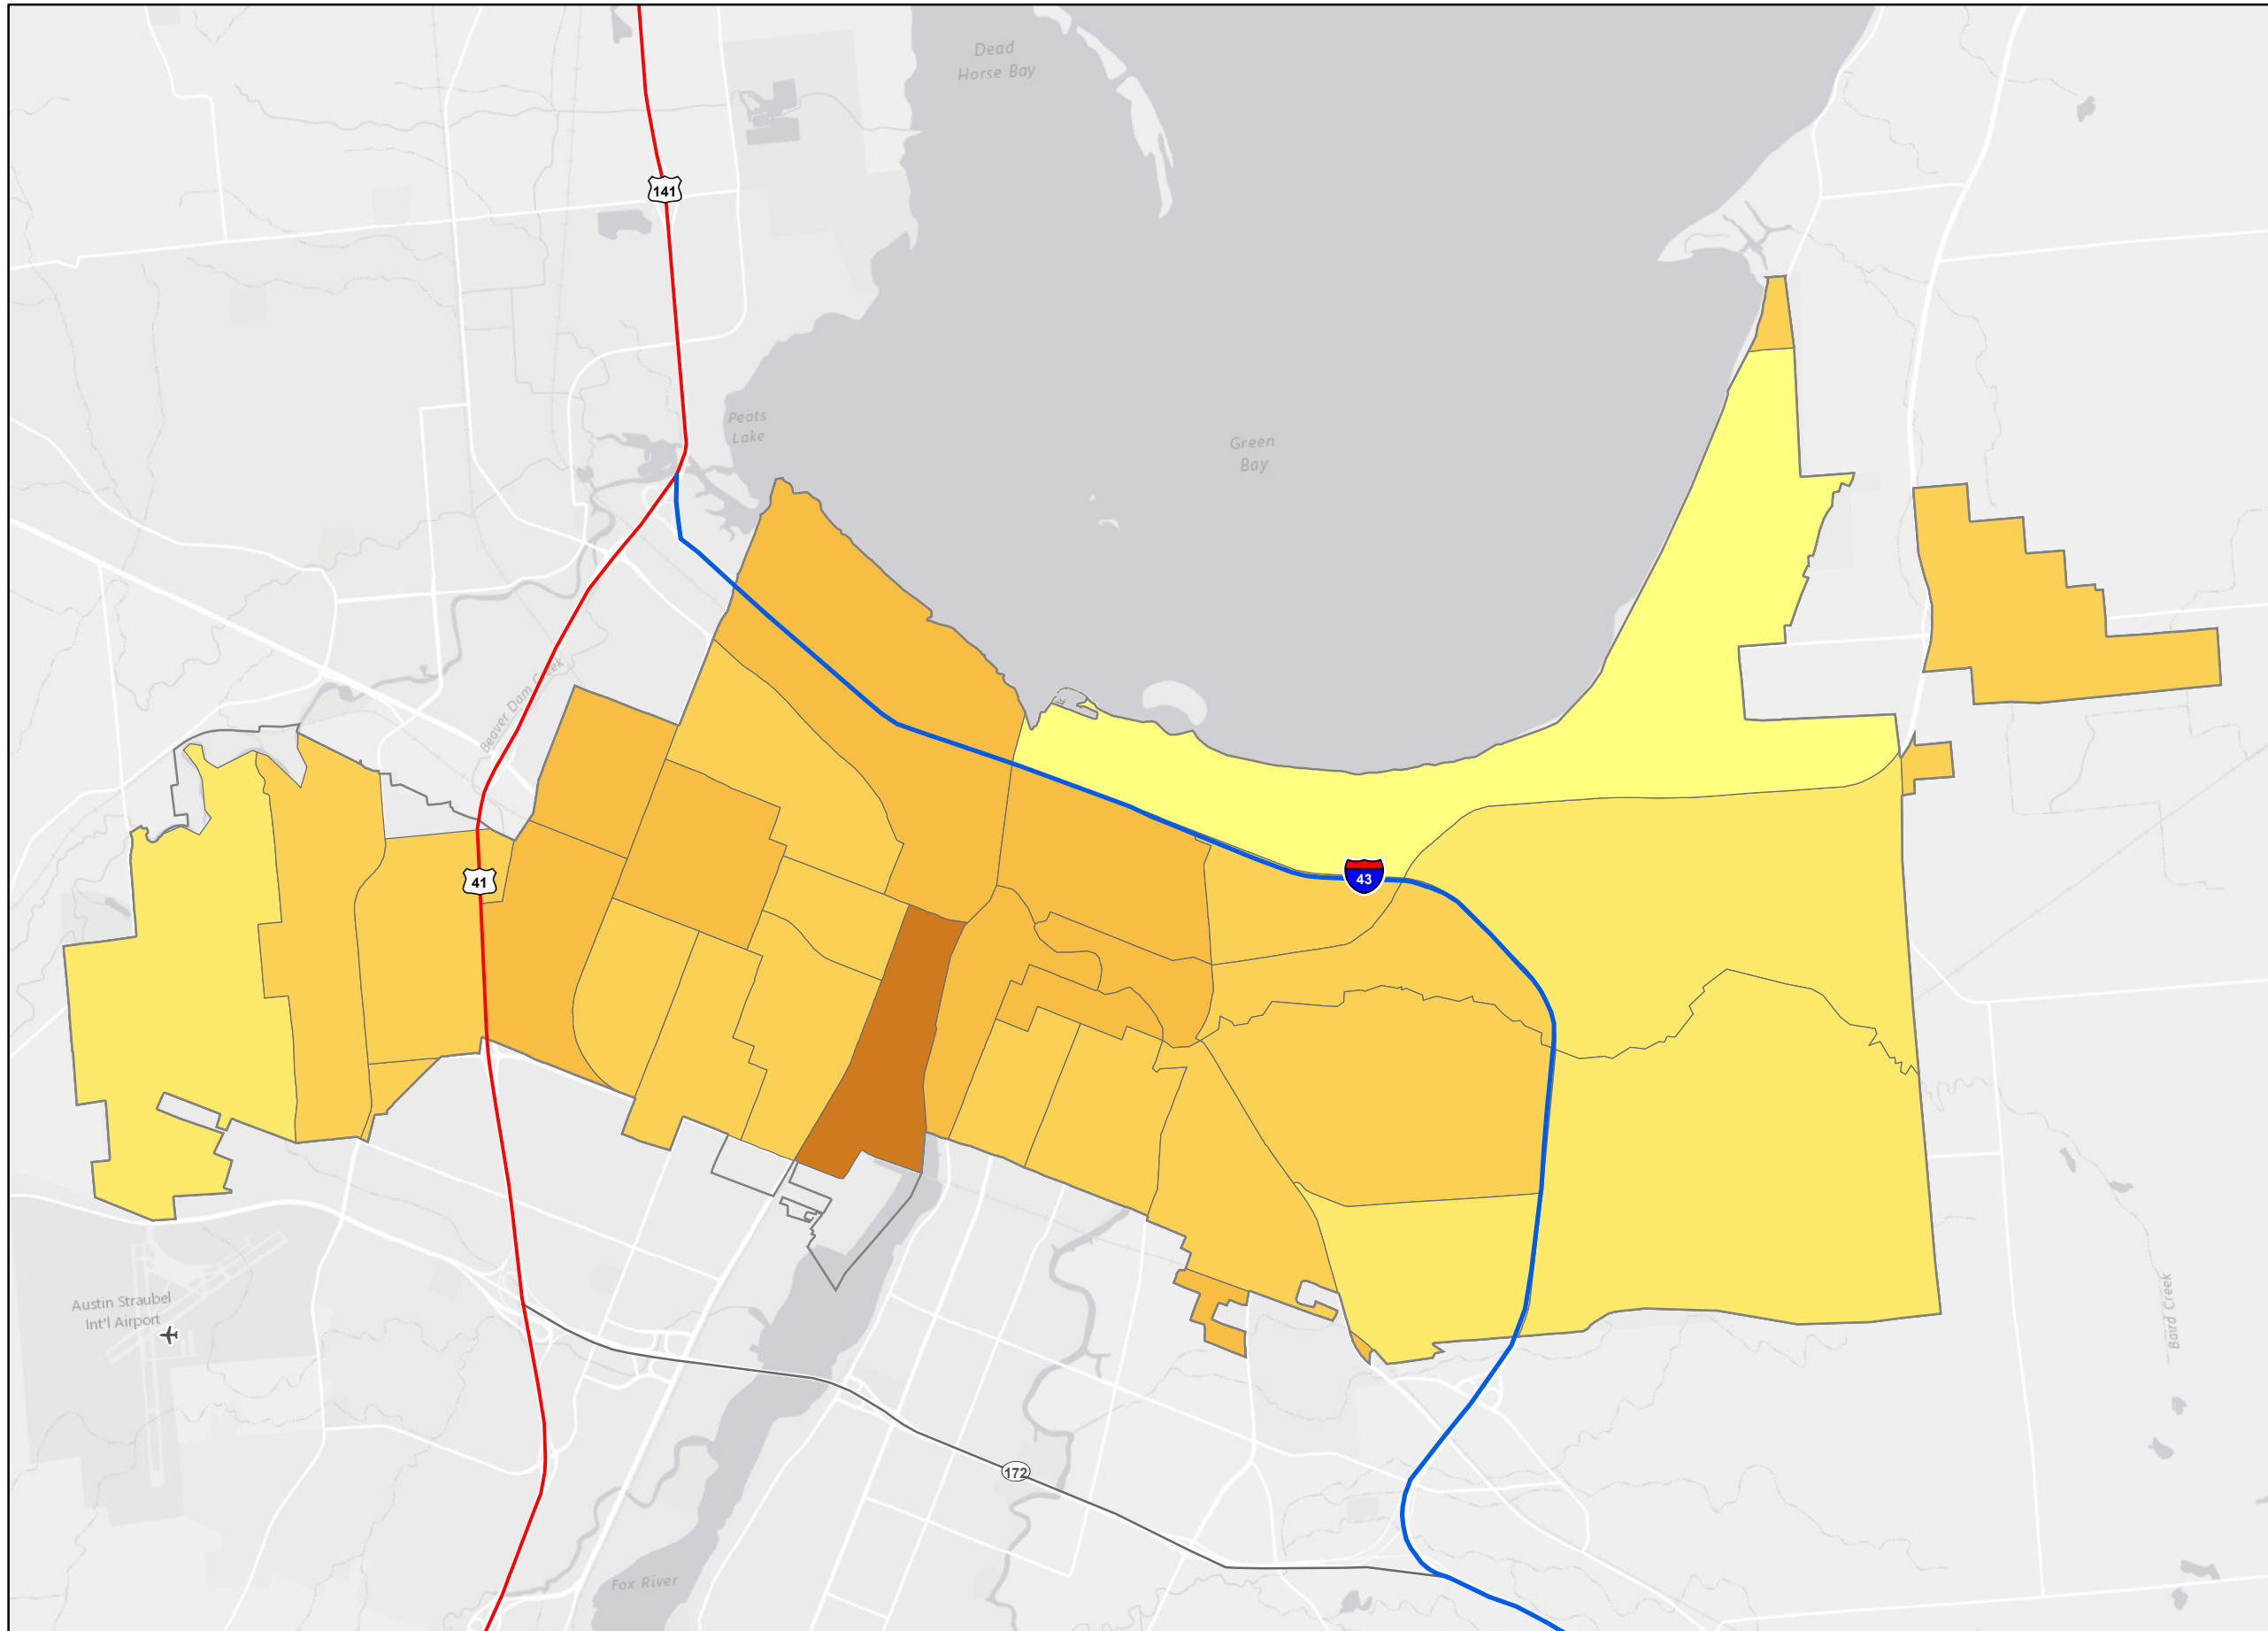 Dead
Horse Bay
141
Peats
Lake
Green
Bay
Beaver Dam Creek
41
43
Austin Straubel
Int'l Airport
Baird Creek
172
Fox River